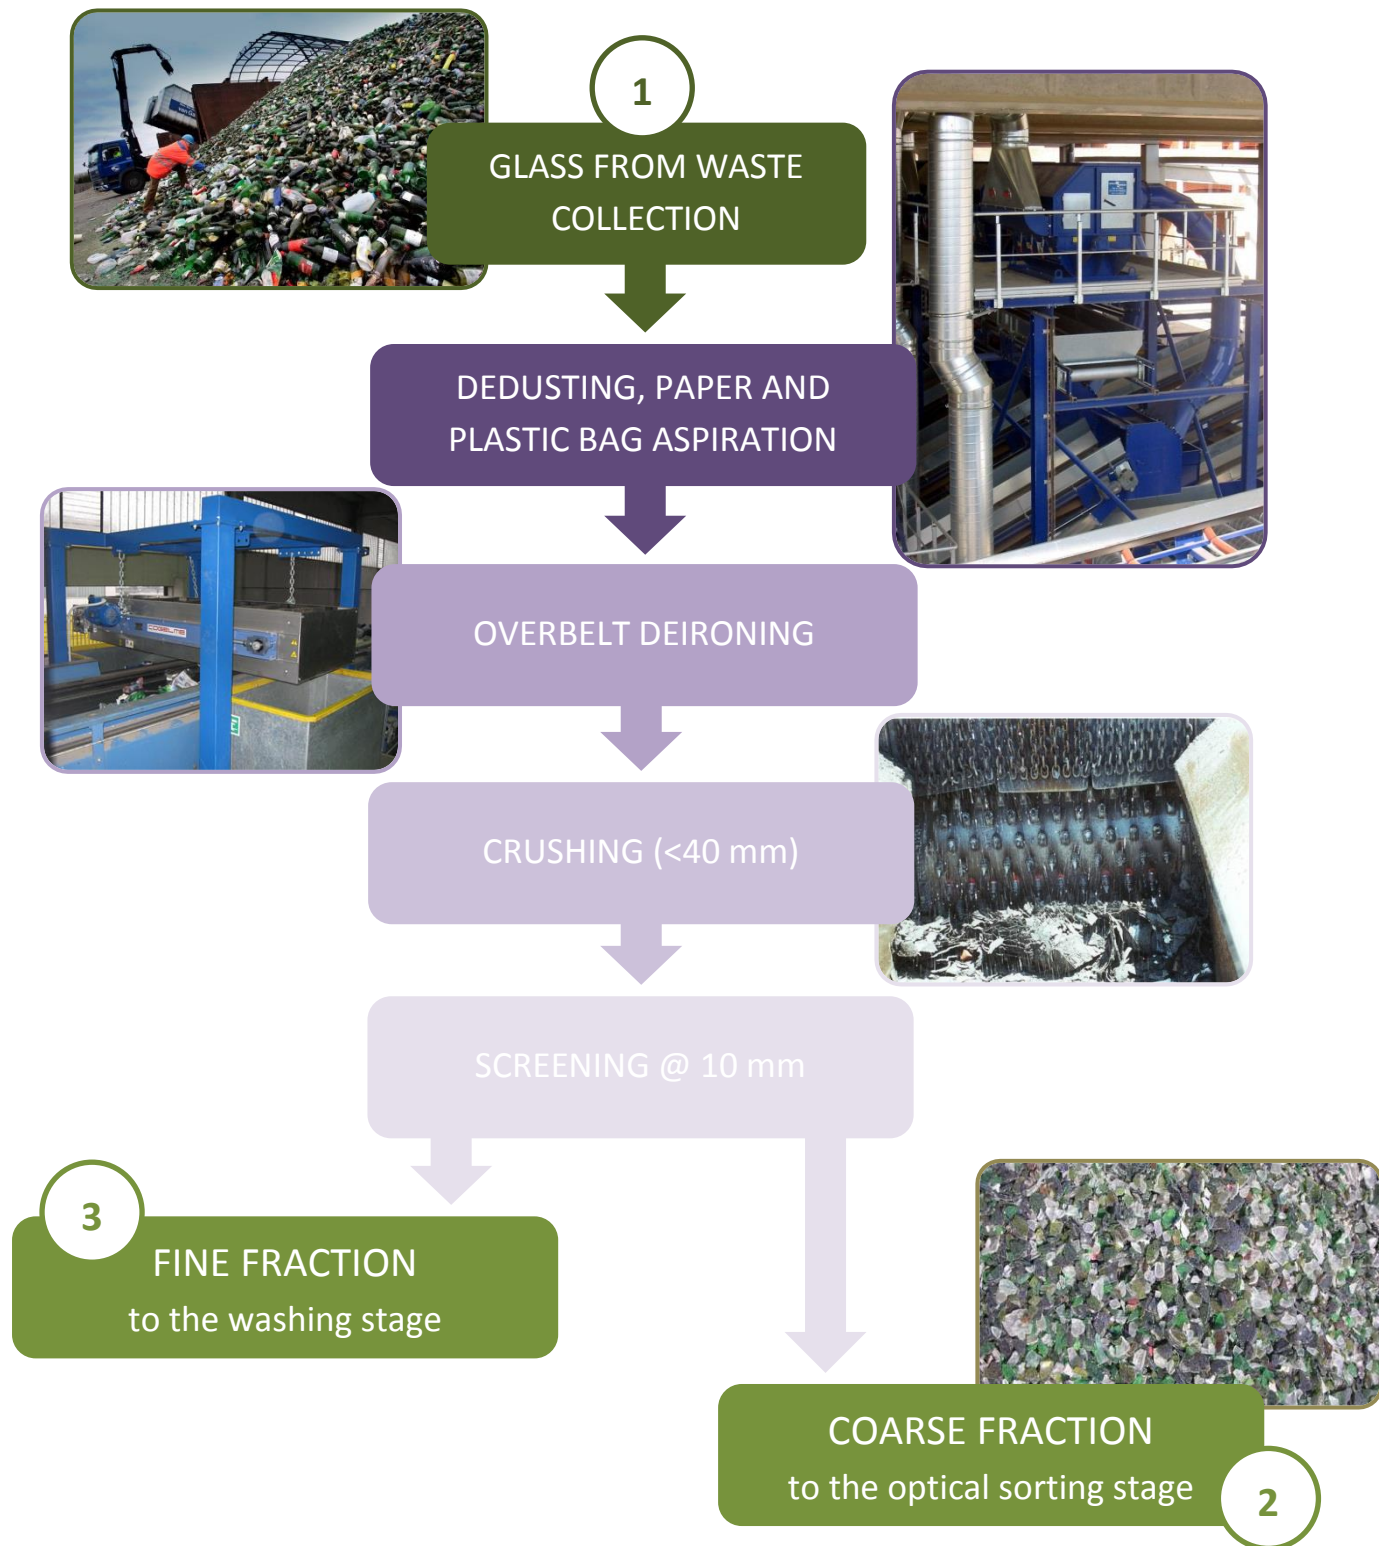 1
GLASS FROM WASTE
COLLECTION
DEDUSTING, PAPER AND
PLASTIC BAG ASPIRATION
COGELME
OVERBELT DEIRONING
CRUSHING (<40 mm)
SCREENING @ 10 mm
3
FINE FRACTION
to the washing stage
COARSE FRACTION
to the optical sorting stage
2